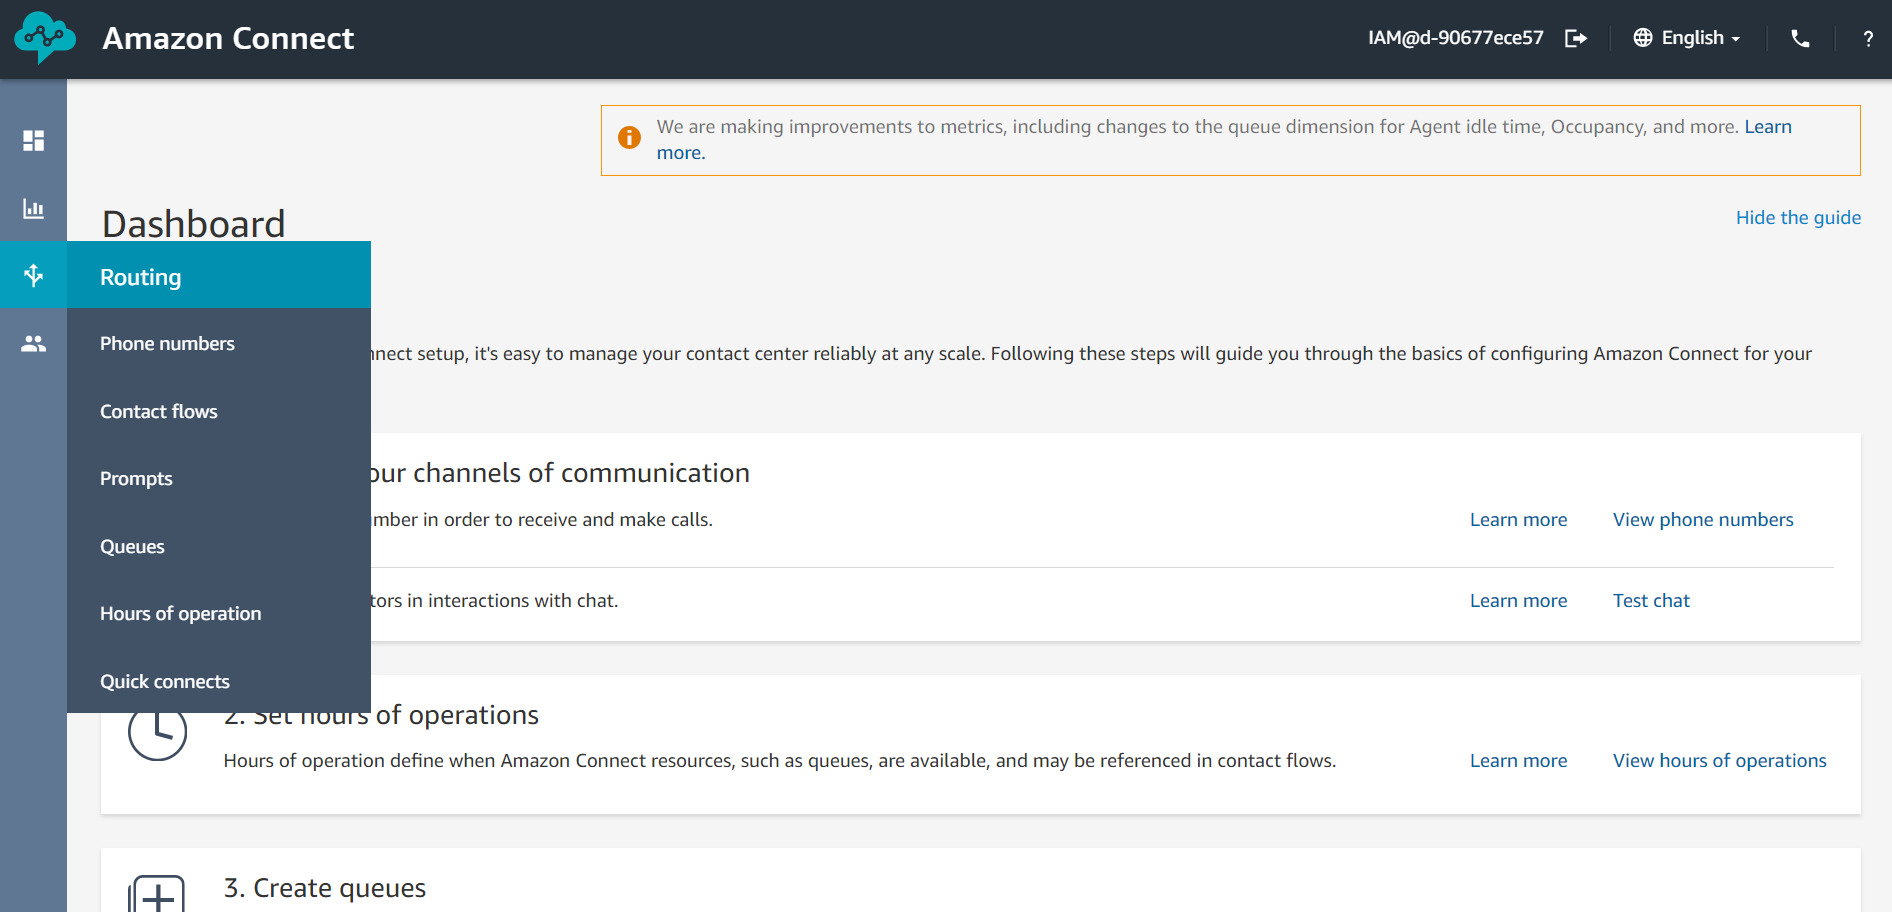 Amazon Connect
IAM@d-90677ece57
English
?
We are making improvements to metrics, including changes to the queue dimension for Agent idle time, Occupancy, and more. Learn
more.
Dashboard
Hide the guide
Routing
Phone numbers
Contact flows
Prompts
Queues
Hours of operation
Quick connects
setup, it's easy to manage your contact center reliably at any scale. Following these steps will guide you through the basics of configuring Amazon Connect for your
channels of communication
in order to receive and make calls.
Learn more
View phone numbers
in interactions with chat.
Learn more
Test chat
2. Set hours of operations
Hours of operation define when Amazon Connect resources, such as queues, are available, and may be referenced in contact flows.
Learn more
View hours of operations
3. Create queues